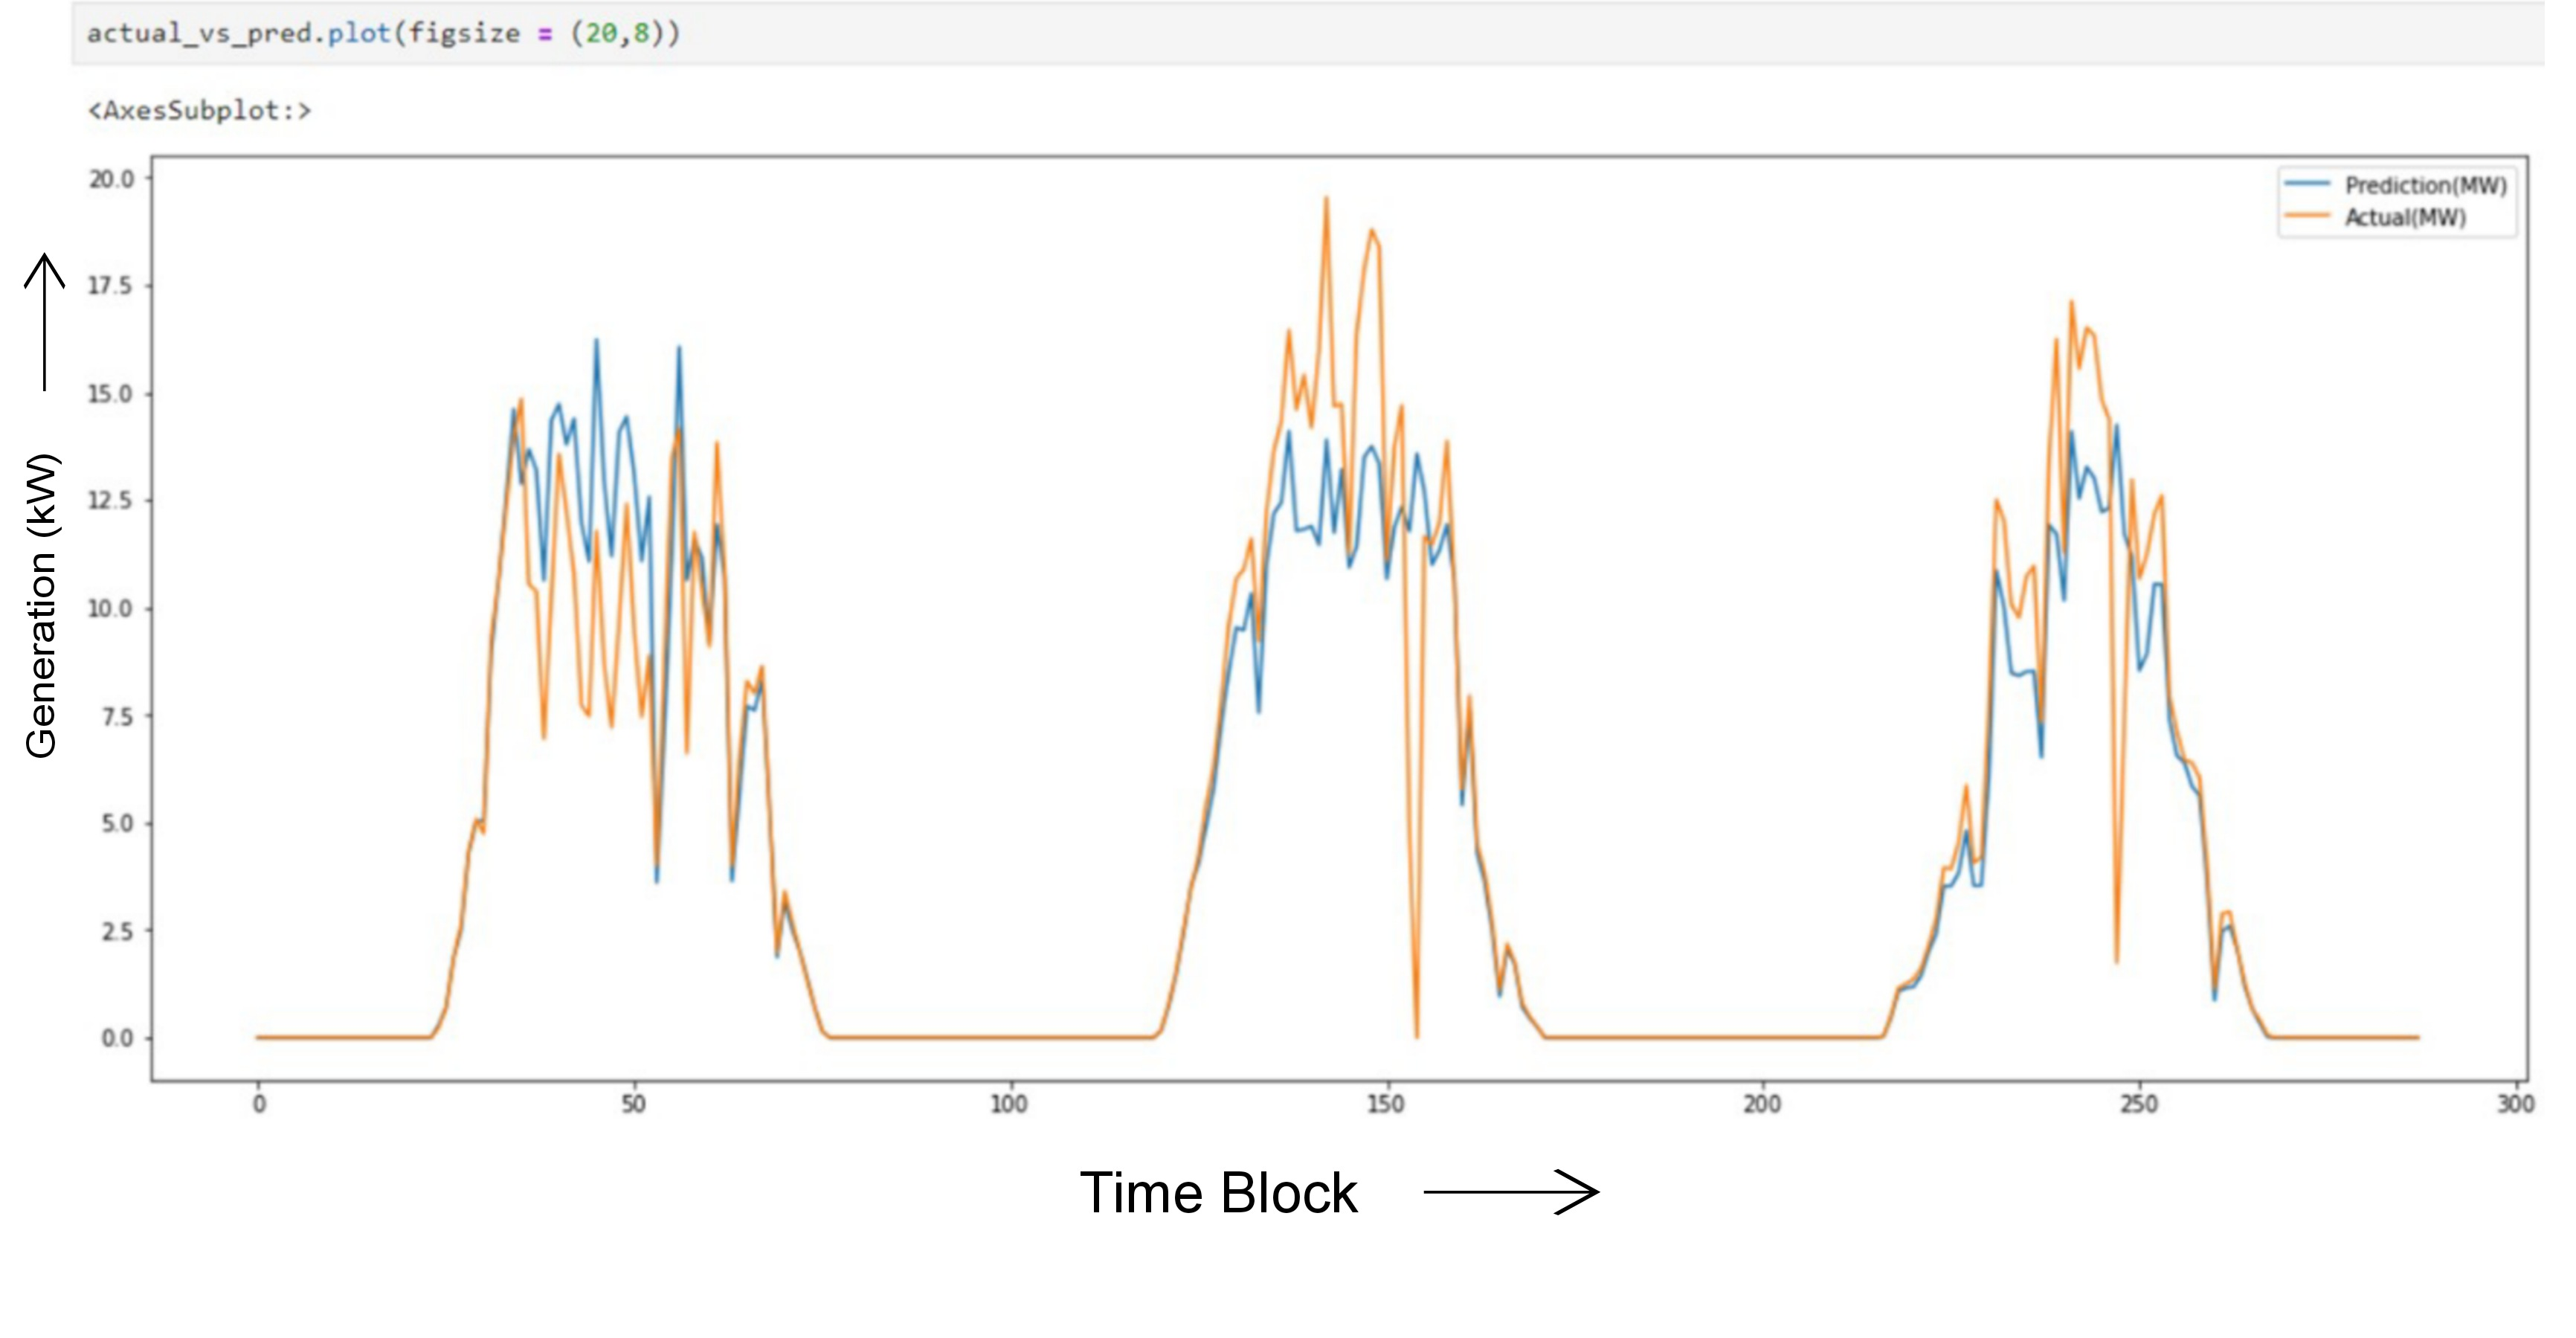 actual_vs_pred.plot(figsize = (20,8))
<AxesSubplot:>
Prediction(MW)
Actual(MW)
Generation (kW)
20.0
17.5
15.0
12.5
10.0
7.5
5.0
2.5
0.0
0 50 100 150 200 250 300
Time Block